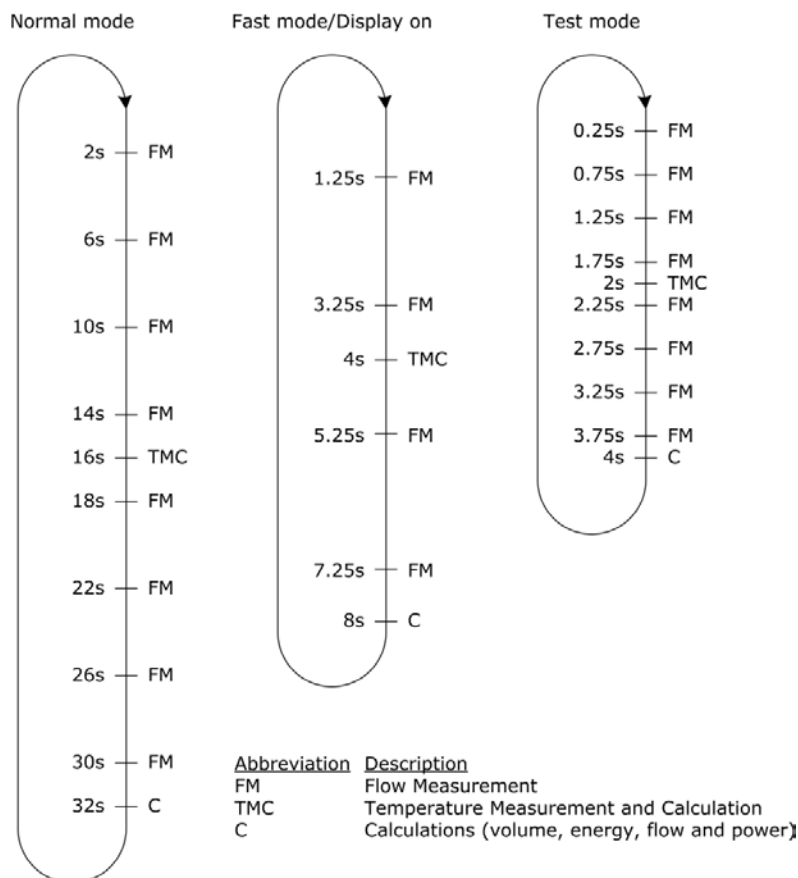 Normal mode
2s FM
6s FM
10s FM
14s FM
16s TMC
18s FM
22s FM
26s FM
30s FM
32s C
Fast mode/Display on
1.25s FM
3.25s FM
4s TMC
5.25s FM
7.25s FM
8s C
Test mode
0.25s FM
0.75s FM
1.25s FM
1.75s FM
2s TMC
2.25s FM
2.75s FM
3.25s FM
3.75s FM
4s C
Abbreviation Description
FM Flow Measurement
TMC Temperature Measurement and Calculation
C Calculations (volume, energy, flow and power)